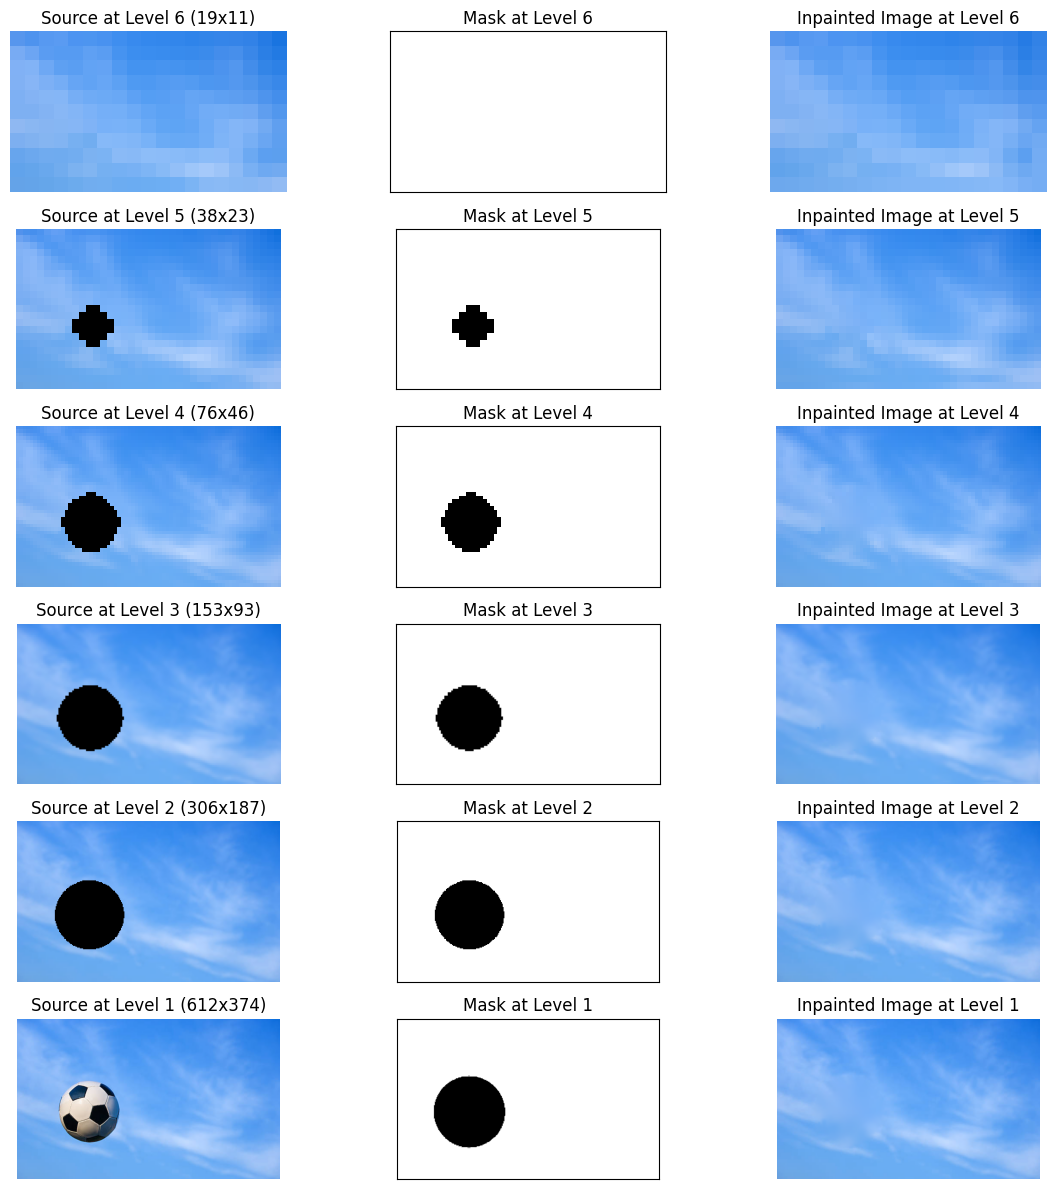 Source at Level 6 (19x11)
Mask at Level 6
Inpainted Image at Level 6
Source at Level 5 (38x23)
Mask at Level 5
Inpainted Image at Level 5
Source at Level 4 (76x46)
Mask at Level 4
Inpainted Image at Level 4
Source at Level 3 (153x93)
Mask at Level 3
Inpainted Image at Level 3
Source at Level 2 (306x187)
Mask at Level 2
Inpainted Image at Level 2
Source at Level 1 (612x374)
Mask at Level 1
Inpainted Image at Level 1